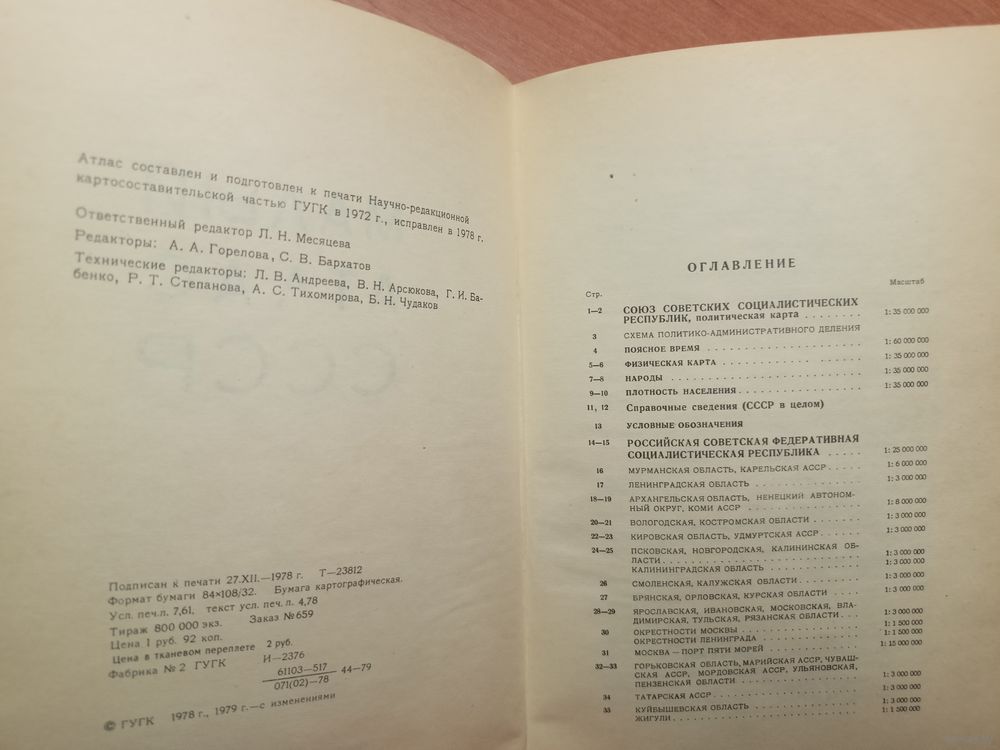 Атлас составлен и подготовлен к печати Научно-редакционной
картосоставительской частью ГУГК в 1972 г., исправлен в 1978 г.
Ответственный редактор Л. Н. Месяцева
Редакторы: А. А. Горелова, С. В. Бархатов
Технические редакторы: Л. В. Андреева, В. Н. Арсюкова, Г. И. Ба-
бенко, Р. Т. Степанова, А. С. Тихомирова, Б. Н. Чудаков
Подписан к печати 27.XII.—1978 г. Т—23812
Формат бумаги 84×108/32. Бумага картографическая.
Усл. печ.л. 7,61, текст усл. печ. л. 4,78
Тираж 800 000 экз. Заказ №659
Цена 1 руб. 92 коп.
Цена в тканевом переплете 2 руб.
Фабрика №2 ГУГК И—2376
61103—517
071(02)—78 44—79
© ГУГК 1978 г., 1979 г.—с изменениями
ОГЛАВЛЕНИЕ
Стр. Масштаб
1—2 СОЮЗ СОВЕТСКИХ СОЦИАЛИСТИЧЕСКИХ
РЕСПУБЛИК, политическая карта ........ 1: 35 000 000
3 СХЕМА ПОЛИТИКО-АДМИНИСТРАТИВНОГО ДЕЛЕНИЯ
4 ПОЯСНОЕ ВРЕМЯ ........ 1: 60 000 000
5—6 ФИЗИЧЕСКАЯ КАРТА ........ 1: 35 000 000
7—8 НАРОДЫ ........ 1: 35 000 000
9—10 ПЛОТНОСТЬ НАСЕЛЕНИЯ ........ 1: 35 000 000
11, 12 Справочные сведения (СССР в целом)
13 УСЛОВНЫЕ ОБОЗНАЧЕНИЯ
14—15 РОССИЙСКАЯ СОВЕТСКАЯ ФЕДЕРАТИВНАЯ
СОЦИАЛИСТИЧЕСКАЯ РЕСПУБЛИКА ..... 1: 25 000 000
16 МУРМАНСКАЯ ОБЛАСТЬ, КАРЕЛЬСКАЯ АССР ..... 1: 6 000 000
17 ЛЕНИНГРАДСКАЯ ОБЛАСТЬ ........ 1: 3 000 000
18—19 АРХАНГЕЛЬСКАЯ ОБЛАСТЬ, НЕНЕЦКИЙ АВТОНОМ-
НЫЙ ОКРУГ, КОМИ АССР ........ 1: 8 000 000
20—21 ВОЛОГОДСКАЯ, КОСТРОМСКАЯ ОБЛАСТИ ....... 1: 3 000 000
22—23 КИРОВСКАЯ ОБЛАСТЬ, УДМУРТСКАЯ АССР ...... 1: 3 000 000
24—25 ПСКОВСКАЯ, НОВГОРОДСКАЯ, КАЛИНИНСКАЯ ОБ-
ЛАСТИ ........ 1: 3 000 000
КАЛИНИНГРАДСКАЯ ОБЛАСТЬ ........ 1: 3 000 000
26 СМОЛЕНСКАЯ, КАЛУЖСКАЯ ОБЛАСТИ ........ 1: 3 000 000
27 БРЯНСКАЯ, ОРЛОВСКАЯ, КУРСКАЯ ОБЛАСТИ .... 1: 3 000 000
28—29 ЯРОСЛАВСКАЯ, ИВАНОВСКАЯ, МОСКОВСКАЯ, ВЛА-
ДИМИРСКАЯ, ТУЛЬСКАЯ, РЯЗАНСКАЯ ОБЛАСТИ ... 1: 3 000 000
30 ОКРЕСТНОСТИ МОСКВЫ ........ 1: 1 500 000
ОКРЕСТНОСТИ ЛЕНИНГРАДА ........
31 МОСКВА — ПОРТ ПЯТИ МОРЕЙ ........ 1: 15 000 000
32—33 ГОРЬКОВСКАЯ ОБЛАСТЬ, МАРИЙСКАЯ АССР, ЧУВАШ-
СКАЯ АССР, МОРДОВСКАЯ АССР, УЛЬЯНОВСКАЯ,
ПЕНЗЕНСКАЯ ОБЛАСТИ ........ 1: 3 000 000
34 ТАТАРСКАЯ АССР ........ 1: 3 000 000
35 КУЙБЫШЕВСКАЯ ОБЛАСТЬ ........ 1: 3 000 000
ЖИГУЛИ ........ 1: 1 500 000